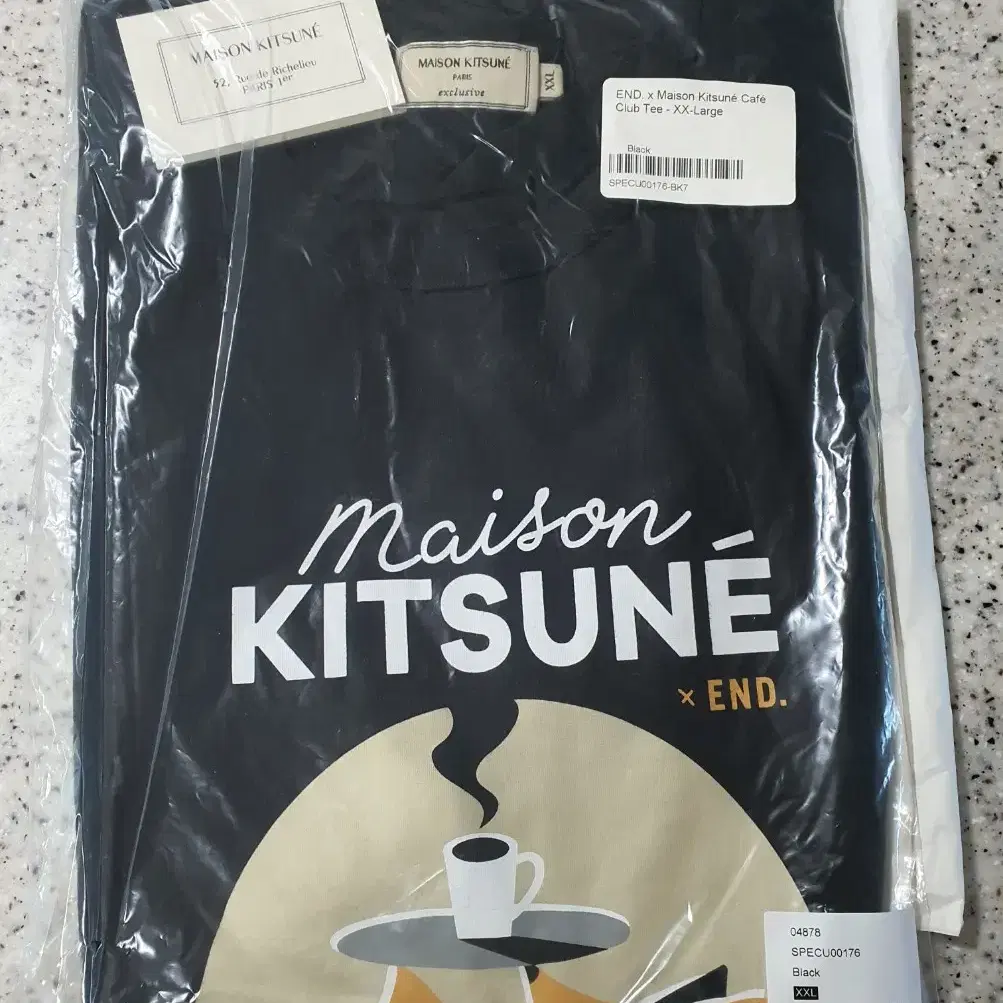 MAISON KITSUNÉ
52, Rue de Richelieu
PARIS 1er
MAISON KITSUNÉ
PARIS
exclusive
XXL
END. x Maison Kitsuné Café
Club Tee - XX-Large
Black
SPECU00176-BK7
Maison
KITSUNÉ
× END.
04878
SPECU00176
Black
XXL